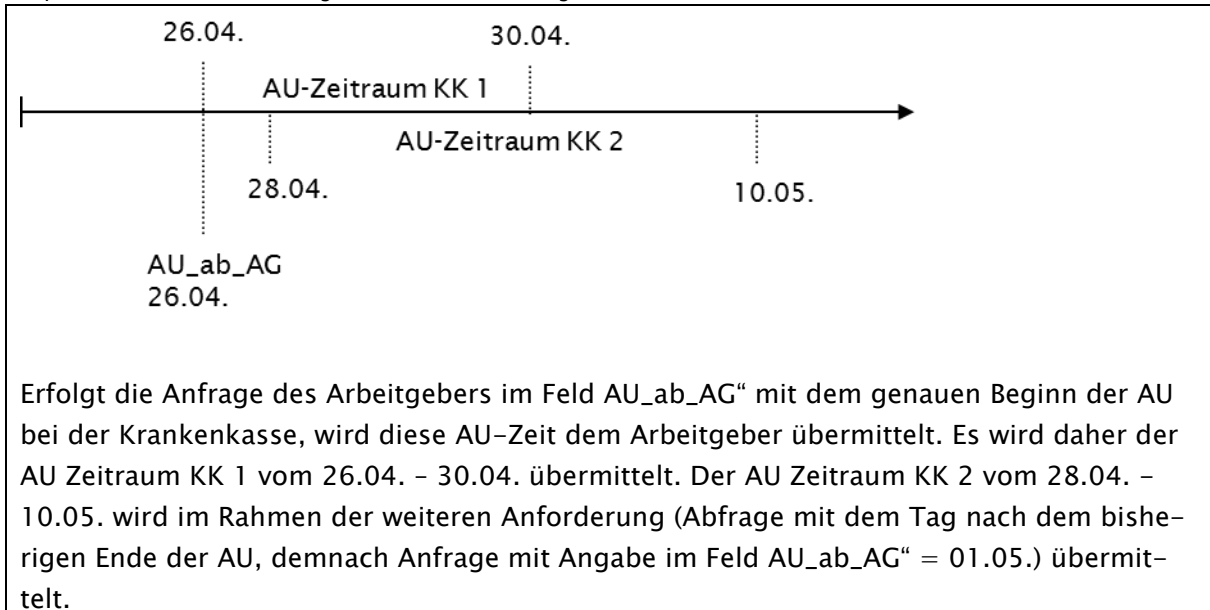 26.04.
30.04.
AU-Zeitraum KK 1
AU-Zeitraum KK 2
28.04.
10.05.
AU_ab_AG
26.04.
Erfolgt die Anfrage des Arbeitgebers im Feld AU_ab_AG“ mit dem genauen Beginn der AU
bei der Krankenkasse, wird diese AU-Zeit dem Arbeitgeber übermittelt. Es wird daher der
AU Zeitraum KK 1 vom 26.04. – 30.04. übermittelt. Der AU Zeitraum KK 2 vom 28.04. –
10.05. wird im Rahmen der weiteren Anforderung (Abfrage mit dem Tag nach dem bishe-
rigen Ende der AU, demnach Anfrage mit Angabe im Feld AU_ab_AG“ = 01.05.) übermit-
telt.